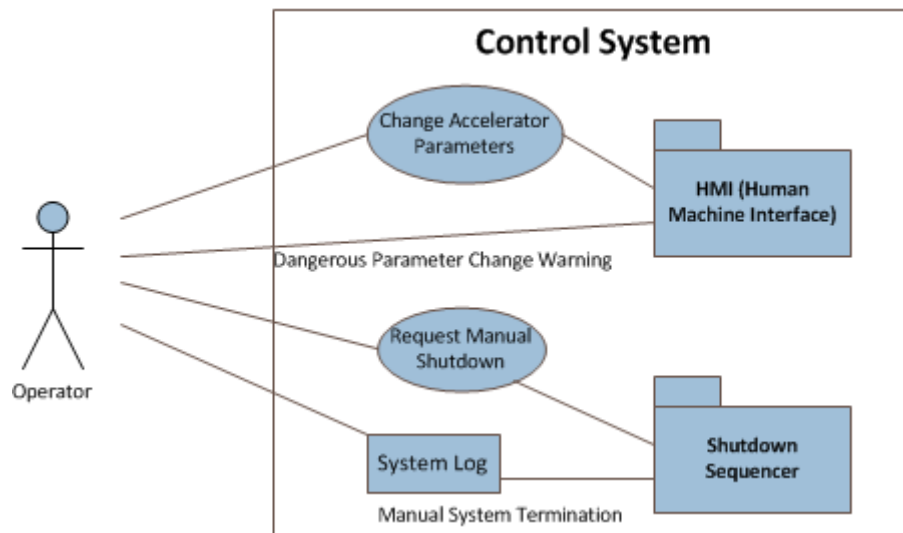 Control System
Change Accelerator
Parameters
HMI (Human
Machine Interface)
Dangerous Parameter Change Warning
Operator
Request Manual
Shutdown
System Log
Shutdown
Sequencer
Manual System Termination